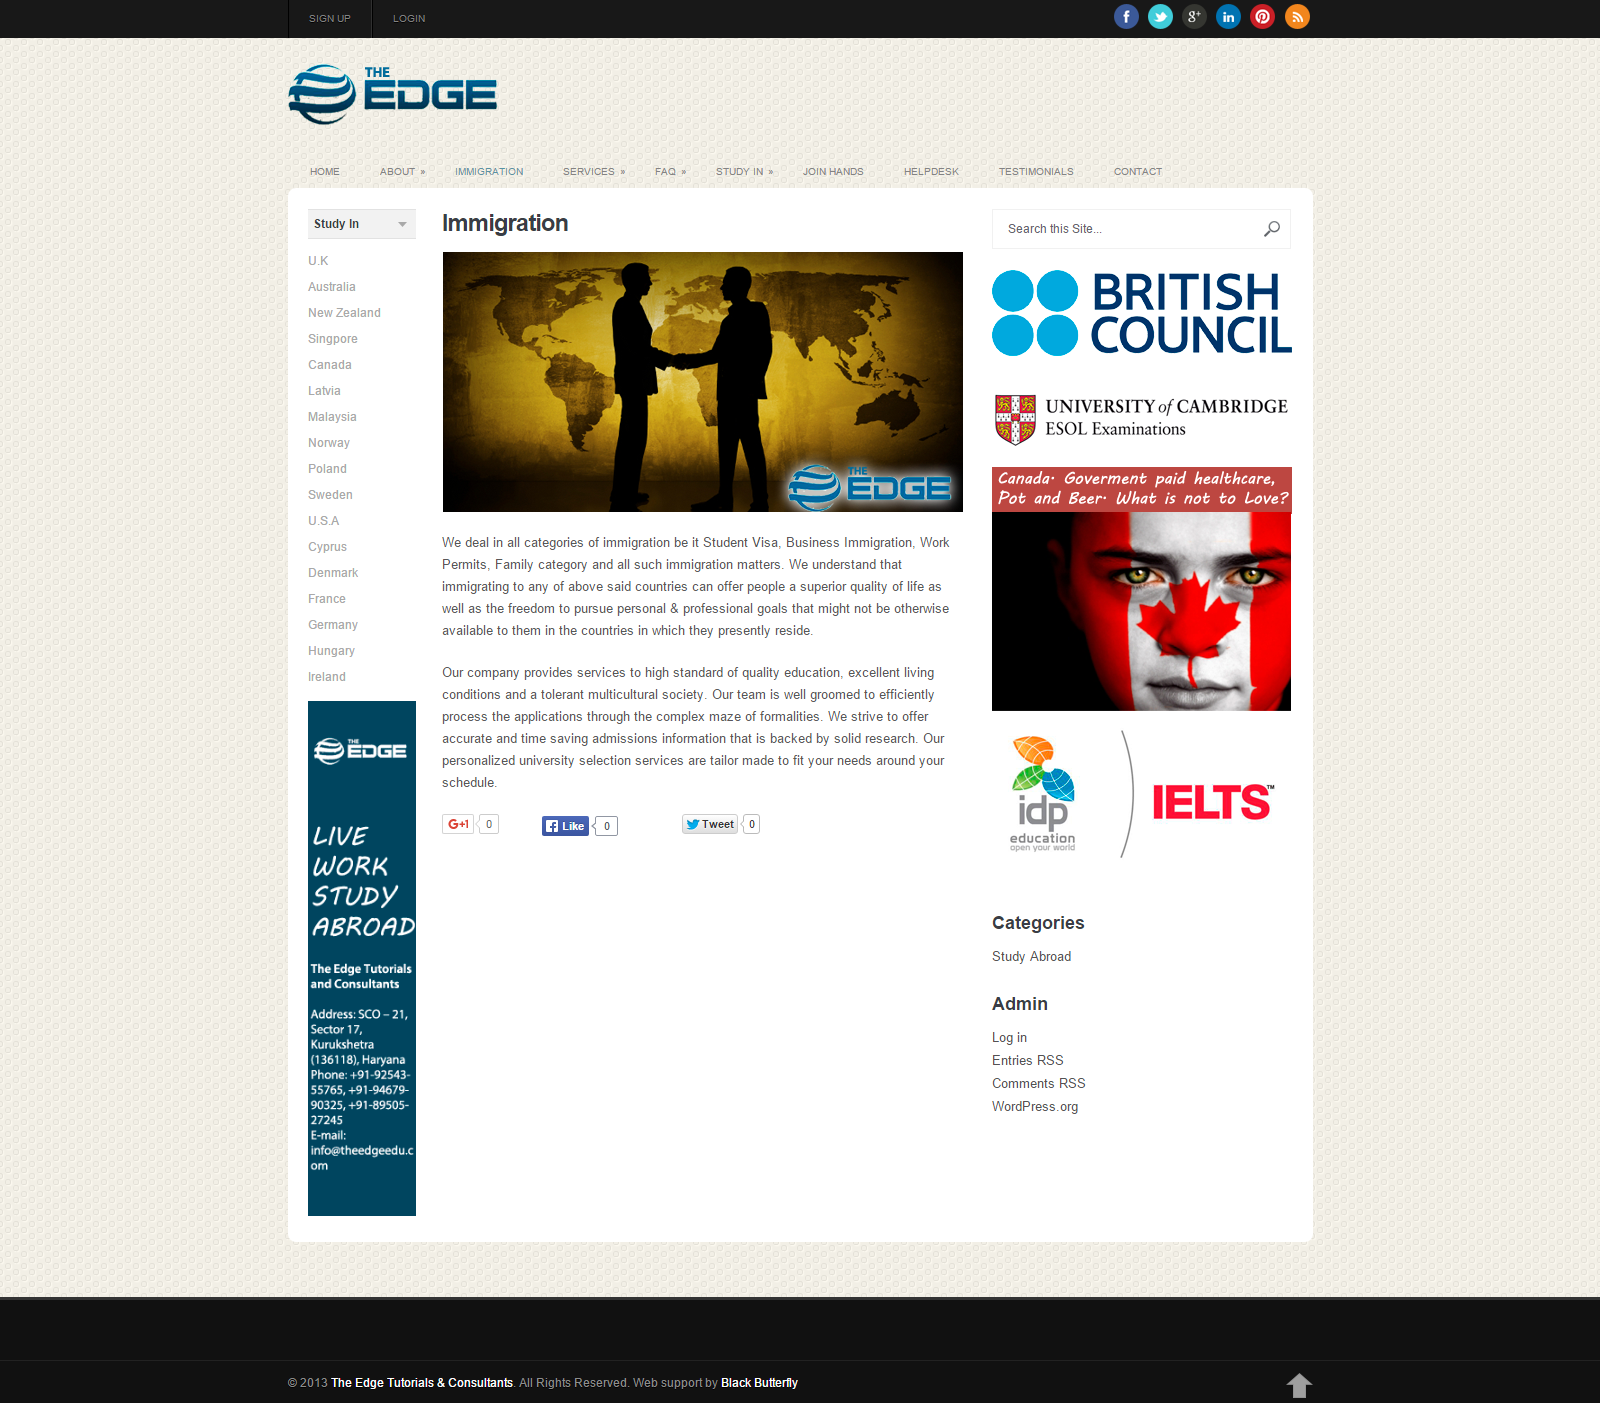 SIGN UP
LOGIN
THE
EDGE
HOME
ABOUT »
IMMIGRATION
SERVICES »
FAQ »
STUDY IN »
JOIN HANDS
HELPDESK
TESTIMONIALS
CONTACT
Study In
U.K
Australia
New Zealand
Singpore
Canada
Latvia
Malaysia
Norway
Poland
Sweden
U.S.A
Cyprus
Denmark
France
Germany
Hungary
Ireland
THE
EDGE
LIVE
WORK
STUDY
ABROAD
The Edge Tutorials
and Consultants
Address: SCO – 21,
Sector 17,
Kurukshetra
(136118), Haryana
Phone: +91-92543-
55765, +91-94679-
90325, +91-89505-
27245
E-mail:
info@theedgeedu.c
om
Immigration
THE
EDGE
We deal in all categories of immigration be it Student Visa, Business Immigration, Work
Permits, Family category and all such immigration matters. We understand that
immigrating to any of above said countries can offer people a superior quality of life as
well as the freedom to pursue personal & professional goals that might not be otherwise
available to them in the countries in which they presently reside.
Our company provides services to high standard of quality education, excellent living
conditions and a tolerant multicultural society. Our team is well groomed to efficiently
process the applications through the complex maze of formalities. We strive to offer
accurate and time saving admissions information that is backed by solid research. Our
personalized university selection services are tailor made to fit your needs around your
schedule.
G+1 0
Like 0
Tweet 0
Search this Site...
BRITISH
COUNCIL
UNIVERSITY of CAMBRIDGE
ESOL Examinations
Canada. Goverment paid healthcare,
Pot and Beer. What is not to Love?
idp
education
open your world
IELTS™
Categories
Study Abroad
Admin
Log in
Entries RSS
Comments RSS
WordPress.org
© 2013 The Edge Tutorials & Consultants. All Rights Reserved. Web support by Black Butterfly